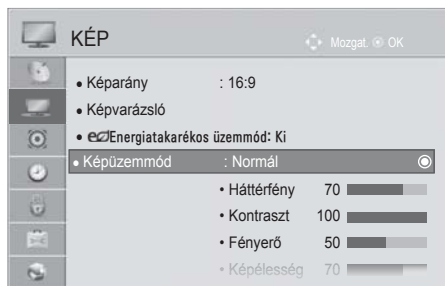 KÉP
Mozgat. OK
• Képarány : 16:9
• Képvarázsló
• eco Energiatakarékos üzemmód: Ki
• Képüzemmód : Normál
• Háttérfény 70
• Kontraszt 100
• Fényerő 50
• Képélesség 70